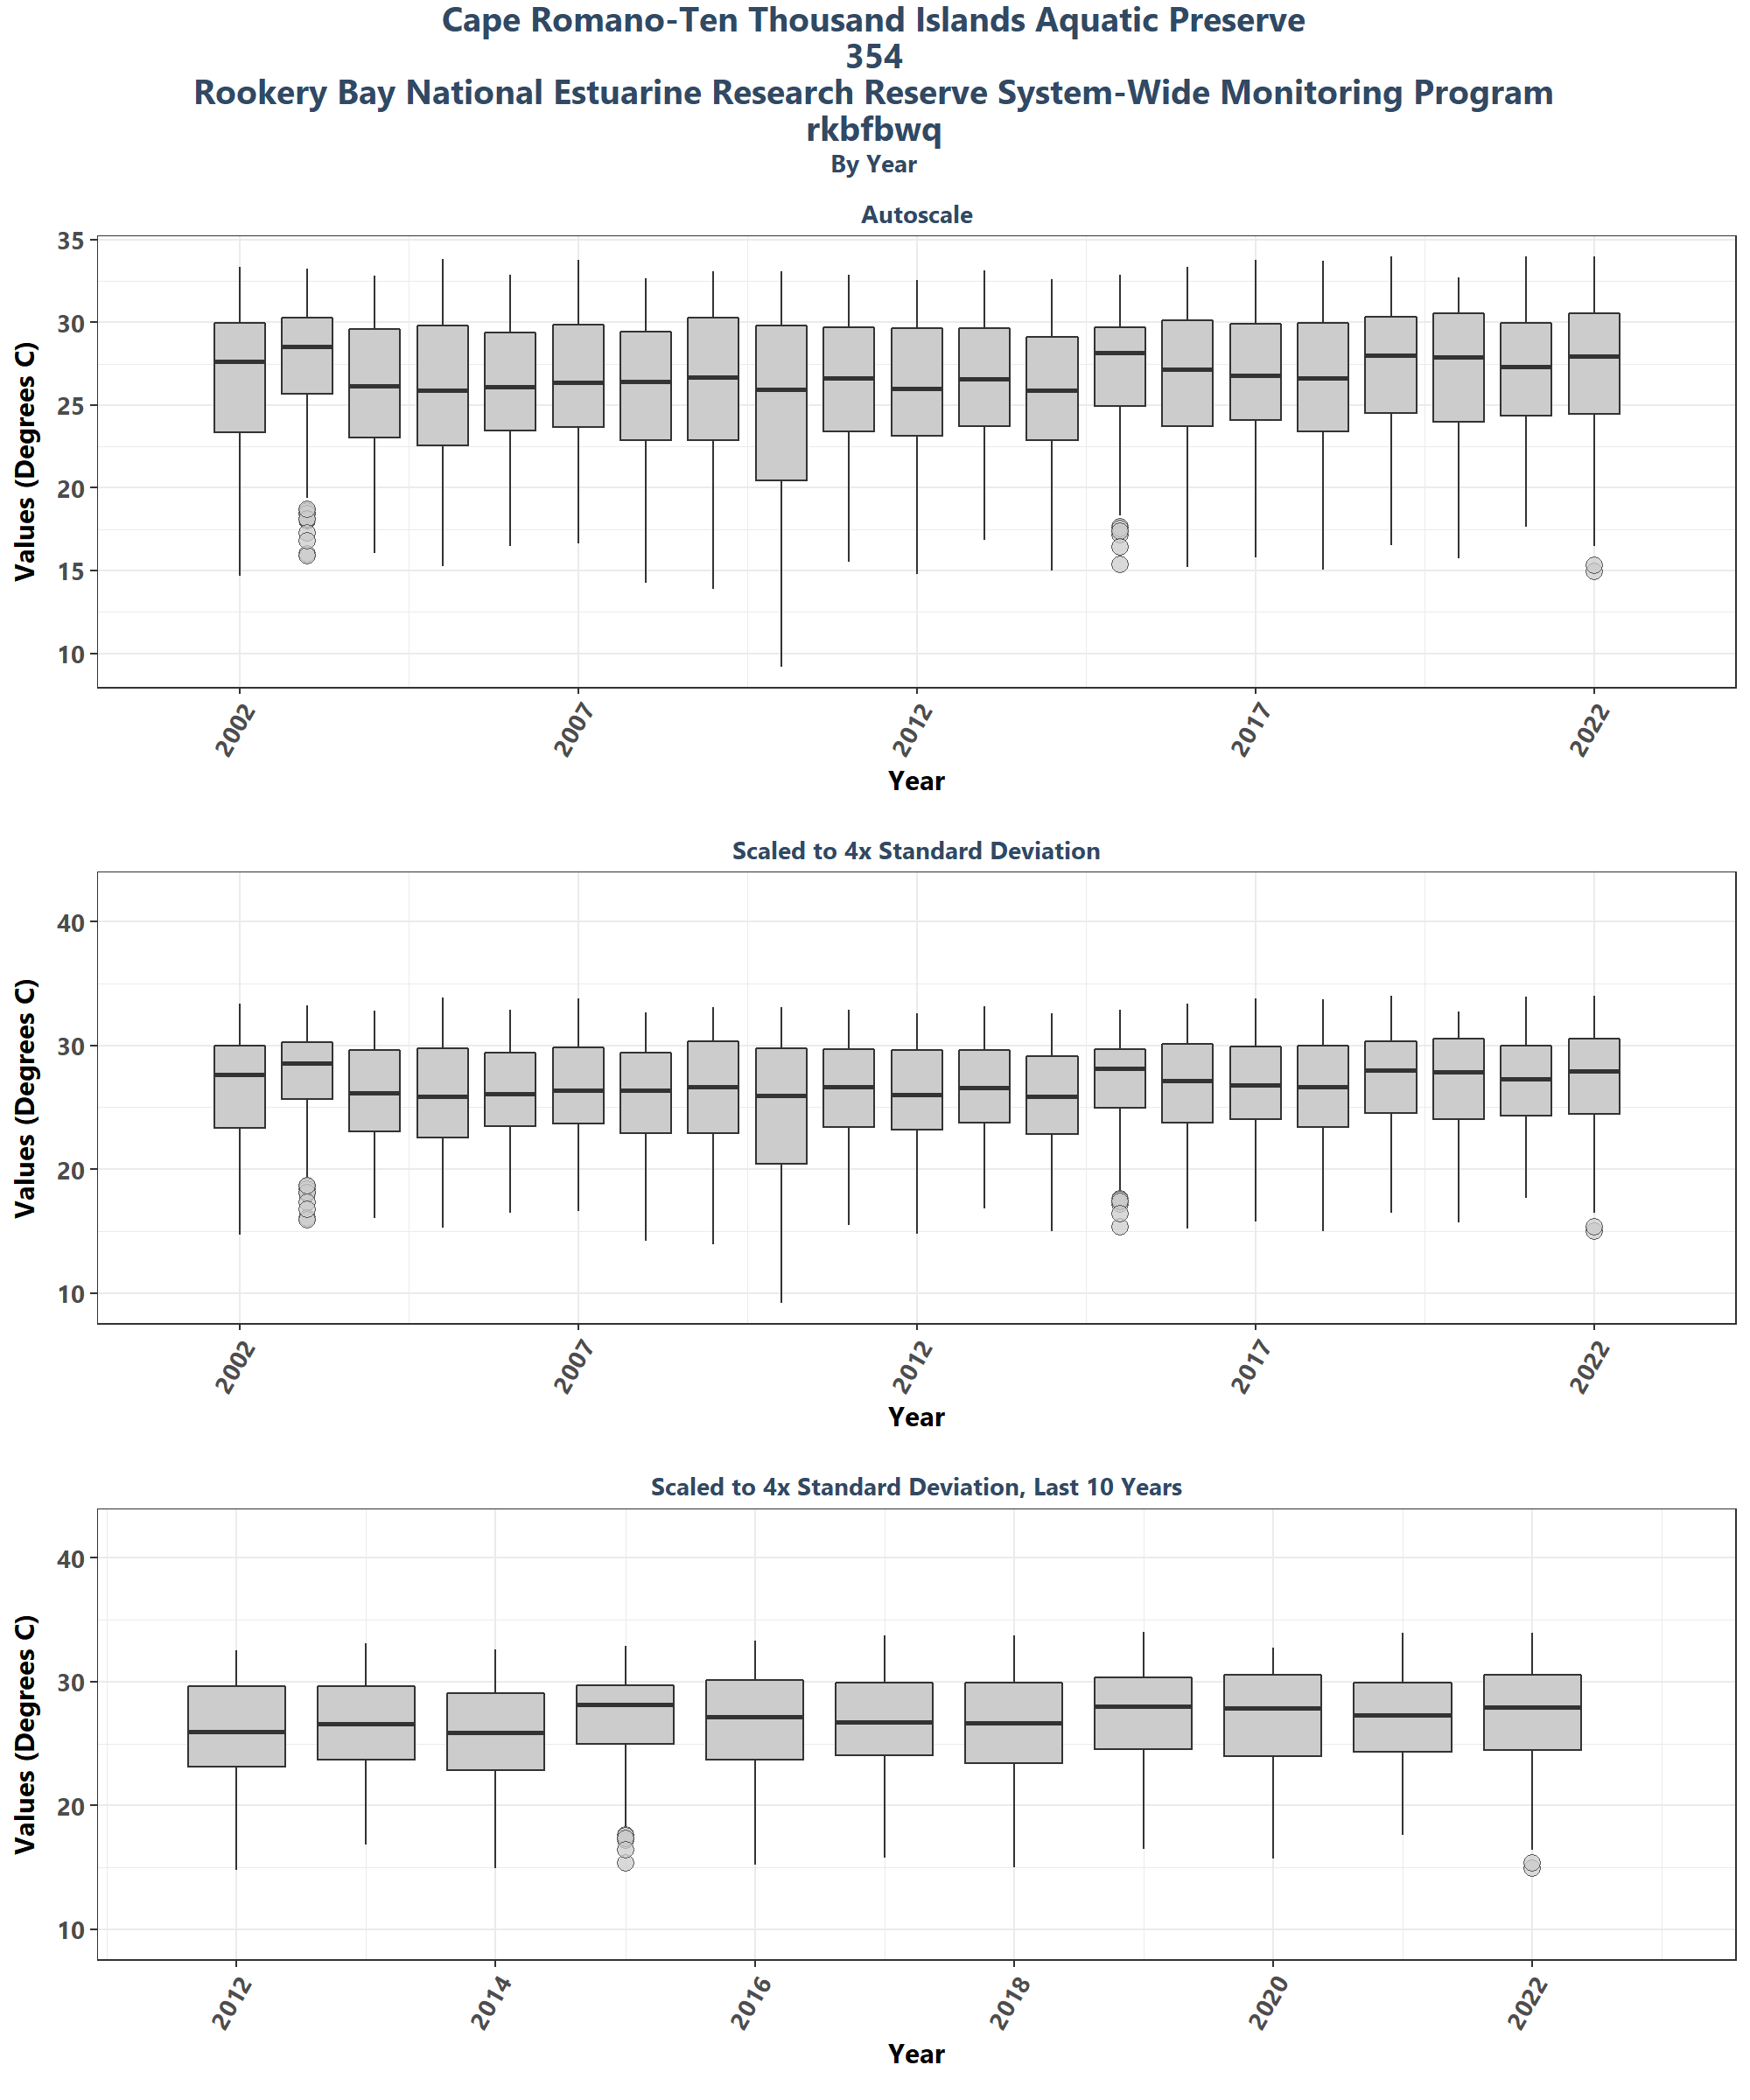 Cape Romano-Ten Thousand Islands Aquatic Preserve
354
Rookery Bay National Estuarine Research Reserve System-Wide Monitoring Program
rkbfbwq
By Year
Autoscale
Values (Degrees C)
35
30
25
20
15
10
2002 2007 2012 2017 2022
Year
Scaled to 4x Standard Deviation
Values (Degrees C)
40
30
20
10
2002 2007 2012 2017 2022
Year
Scaled to 4x Standard Deviation, Last 10 Years
Values (Degrees C)
40
30
20
10
2012 2014 2016 2018 2020 2022
Year